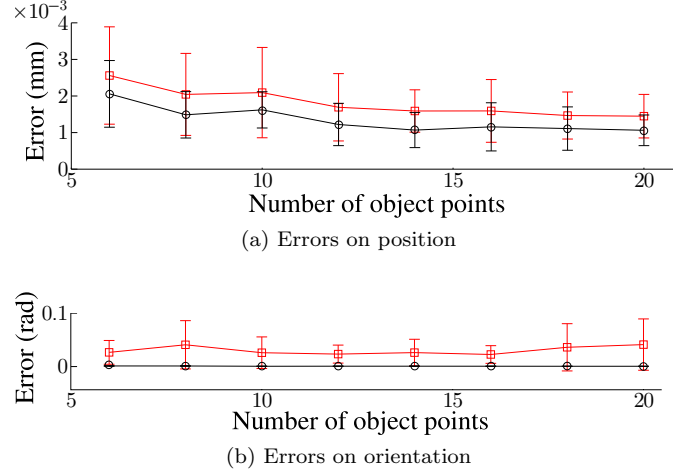 ×10⁻³
4
3
2
1
0
Error (mm)
5 10 15 20
Number of object points
(a) Errors on position
0.1
0
Error (rad)
5 10 15 20
Number of object points
(b) Errors on orientation